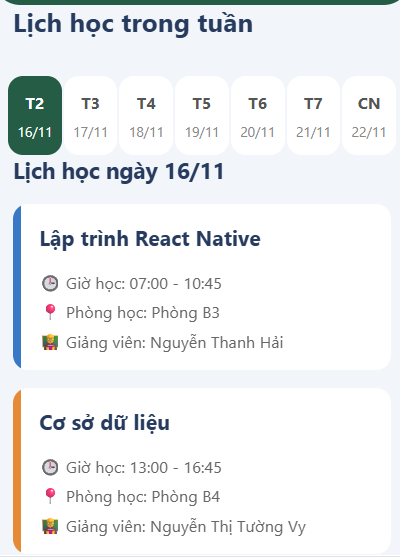 Lịch học trong tuần
T2 T3 T4 T5 T6 T7 CN
16/11 17/11 18/11 19/11 20/11 21/11 22/11
Lịch học ngày 16/11
Lập trình React Native
Giờ học: 07:00 - 10:45
Phòng học: Phòng B3
Giảng viên: Nguyễn Thanh Hải
Cơ sở dữ liệu
Giờ học: 13:00 - 16:45
Phòng học: Phòng B4
Giảng viên: Nguyễn Thị Tường Vy